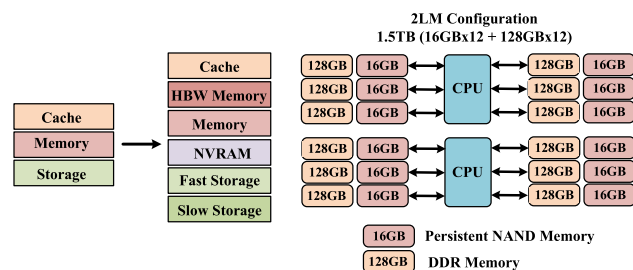 2LM Configuration
1.5TB (16GBx12 + 128GBx12)
Cache
Memory
Storage
Cache
HBW Memory
Memory
NVRAM
Fast Storage
Slow Storage
128GB 16GB CPU 128GB 16GB
128GB 16GB 128GB 16GB
128GB 16GB 128GB 16GB
128GB 16GB CPU 128GB 16GB
128GB 16GB 128GB 16GB
128GB 16GB 128GB 16GB
16GB Persistent NAND Memory
128GB DDR Memory